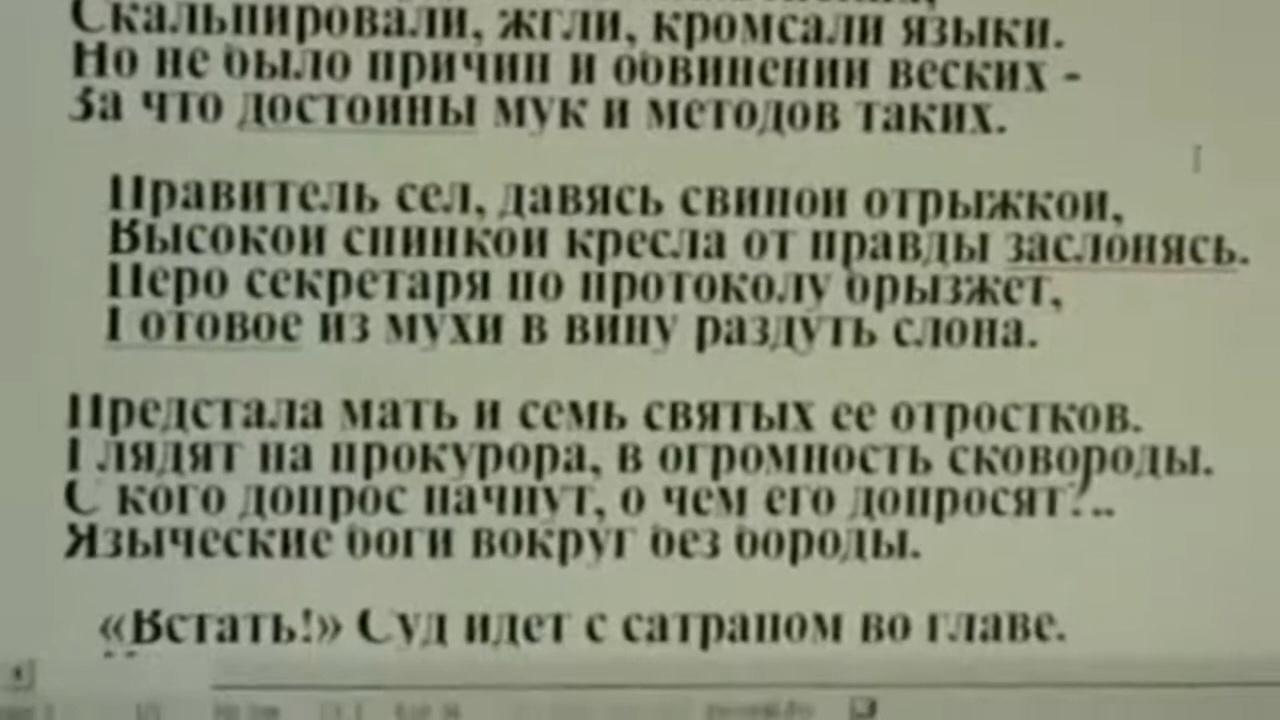 Скальпировали, жгли, кромсали языки.
Но не было причин и обвинений веских -
За что достойны мук и методов таких.
Правитель сел, давясь свиной отрыжкой,
Высокой спинкой кресла от правды заслонясь.
Перо секретаря по протоколу брызжет,
Готовое из мухи в вину раздуть слона.
Предстала мать и семь святых ее отростков.
Глядят на прокурора, в огромность сковороды.
С кого допрос начнут, о чем его допросят?..
Языческие боги вокруг без бороды.
«Встать!» Суд идет с сатрапом во главе.